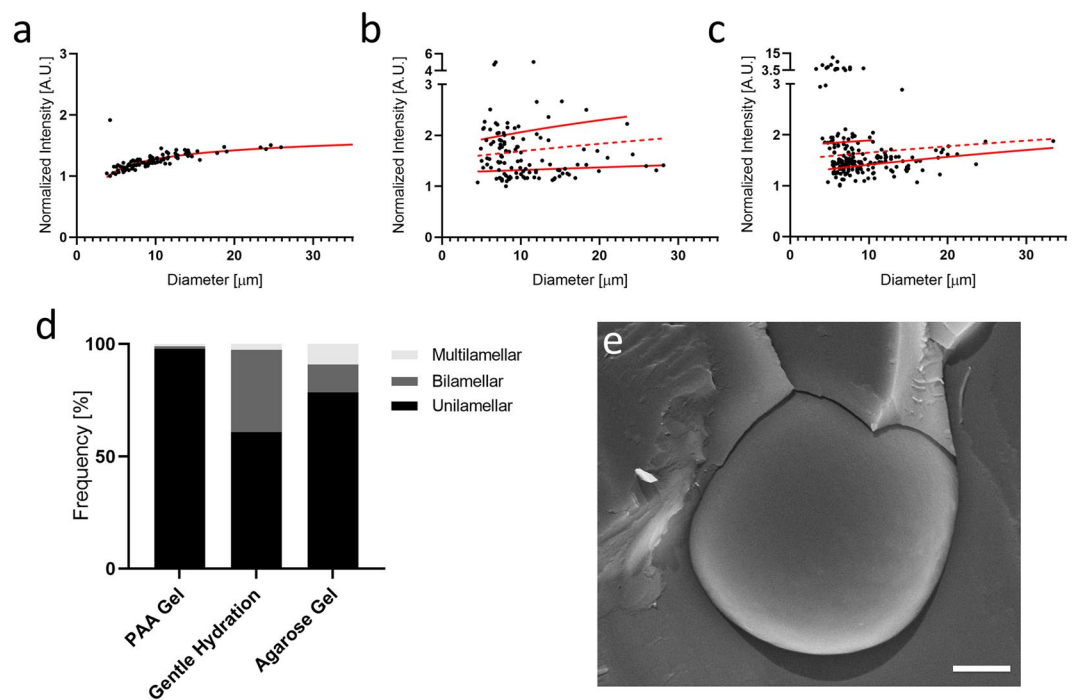 a
3
2
1
0
Normalized Intensity [A.U.]
0 10 20 30
Diameter [μm]
b
6
4
3
2
1
0
Normalized Intensity [A.U.]
0 10 20 30
Diameter [μm]
c
15
3.5
3
2
1
0
Normalized Intensity [A.U.]
0 10 20 30
Diameter [μm]
d
100
50
0
Frequency [%]
PAA Gel
Gentle Hydration
Agarose Gel
Multilamellar
Bilamellar
Unilamellar
e